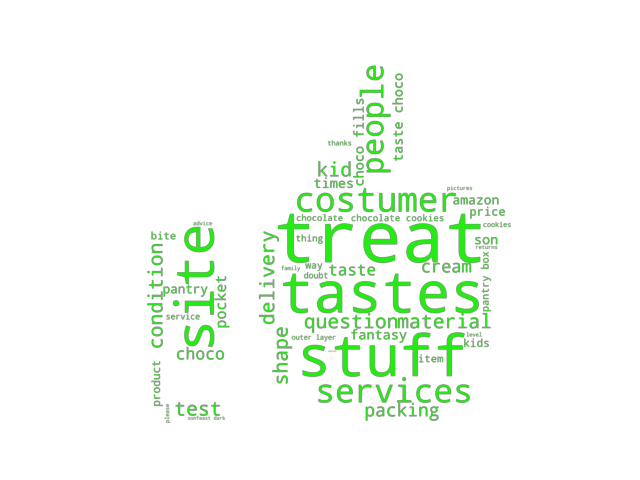 people
taste choco
choco fills
thanks
kid
times
costumer
pictures
amazon
price
chocolate
chocolate cookies
cookies
treat
thing
son
returns
advice
bite
site
condition
pantry
pocket
service
choco
delivery
family
way
doubt
taste
cream
pantry box
tastes
question
material
outer layer
fantasy
level
kids
shape
stuff
item
product
services
please
test
sunfeast dark
packing